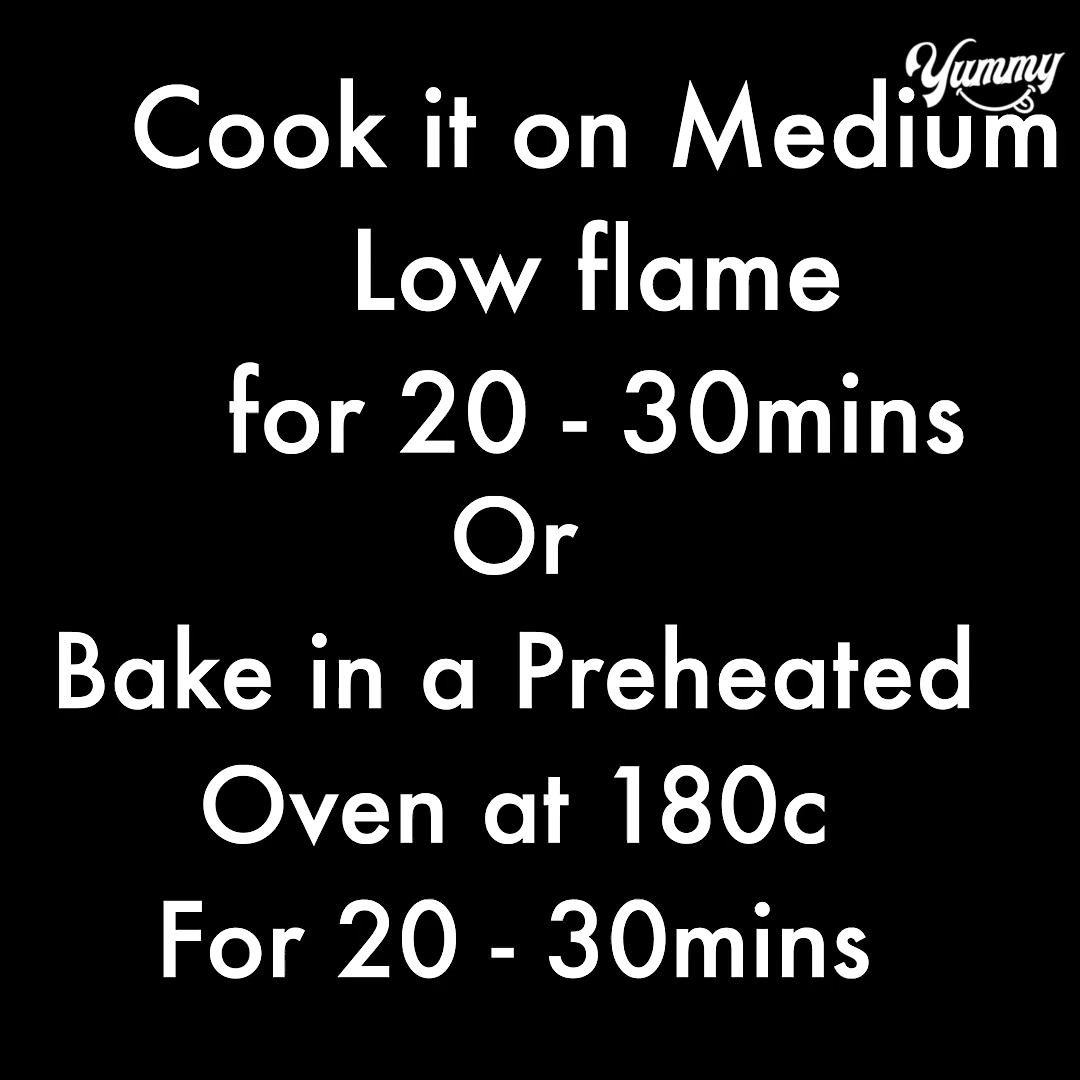 Yummy
Cook it on Medium
Low flame
for 20 - 30mins
Or
Bake in a Preheated
Oven at 180c
For 20 - 30mins